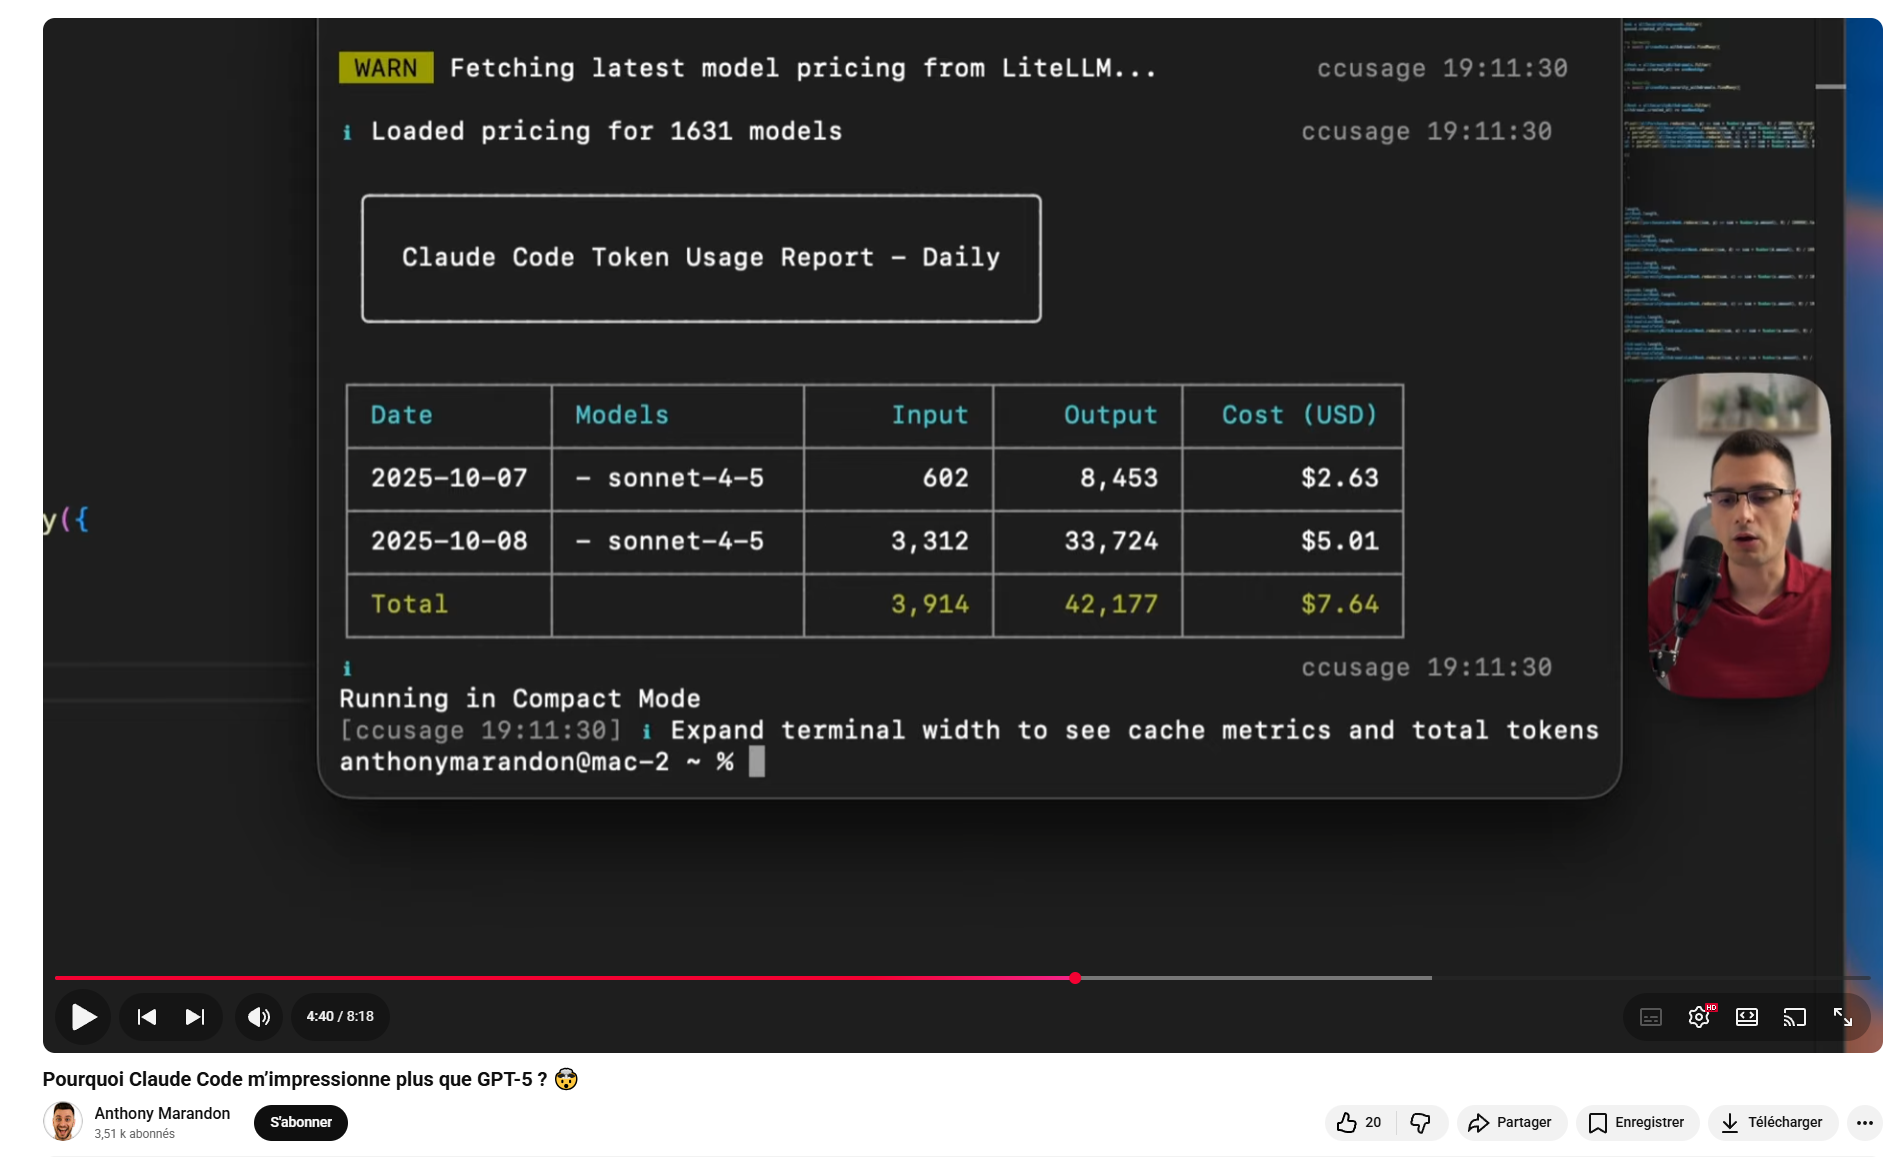 WARN Fetching latest model pricing from LiteLLM... ccusage 19:11:30
i Loaded pricing for 1631 models ccusage 19:11:30
Claude Code Token Usage Report – Daily
Date Models Input Output Cost (USD)
2025-10-07 – sonnet-4-5 602 8,453 $2.63
2025-10-08 – sonnet-4-5 3,312 33,724 $5.01
Total 3,914 42,177 $7.64
i ccusage 19:11:30
Running in Compact Mode
[ccusage 19:11:30] i Expand terminal width to see cache metrics and total tokens
anthonymarandon@mac-2 ~ %
y({
4:40 / 8:18
HD
Pourquoi Claude Code m’impressionne plus que GPT-5 ? 🤯
Anthony Marandon
3,51 k abonnés
S'abonner
20
Partager
Enregistrer
Télécharger